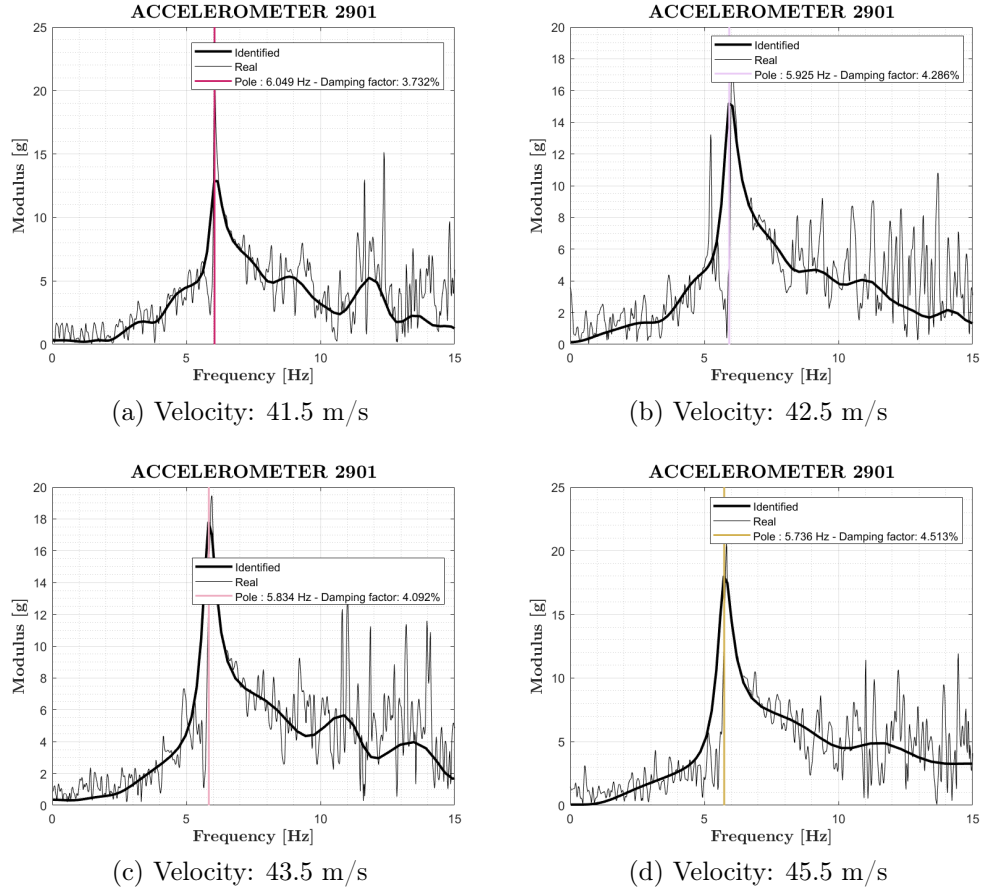 ACCELEROMETER 2901
25
20
15
10
5
0
Modulus [g]
Identified
Real
Pole : 6.049 Hz - Damping factor: 3.732%
0 5 10 15
Frequency [Hz]
(a) Velocity: 41.5 m/s
ACCELEROMETER 2901
20
18
16
14
12
10
8
6
4
2
0
Modulus [g]
Identified
Real
Pole : 5.925 Hz - Damping factor: 4.286%
0 5 10 15
Frequency [Hz]
(b) Velocity: 42.5 m/s
ACCELEROMETER 2901
20
18
16
14
12
10
8
6
4
2
0
Modulus [g]
Identified
Real
Pole : 5.834 Hz - Damping factor: 4.092%
0 5 10 15
Frequency [Hz]
(c) Velocity: 43.5 m/s
ACCELEROMETER 2901
25
20
15
10
5
0
Modulus [g]
Identified
Real
Pole : 5.736 Hz - Damping factor: 4.513%
0 5 10 15
Frequency [Hz]
(d) Velocity: 45.5 m/s